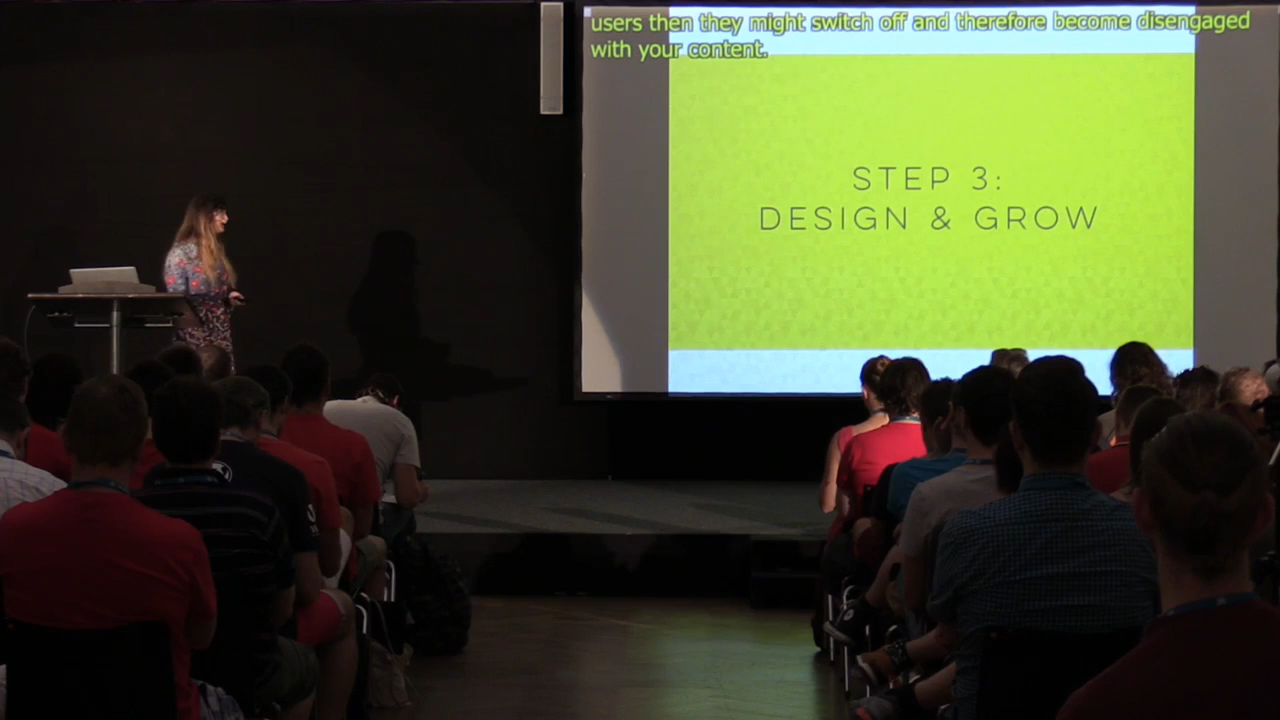 users then they might switch off and therefore become disengaged
with your content.
STEP 3:
DESIGN & GROW